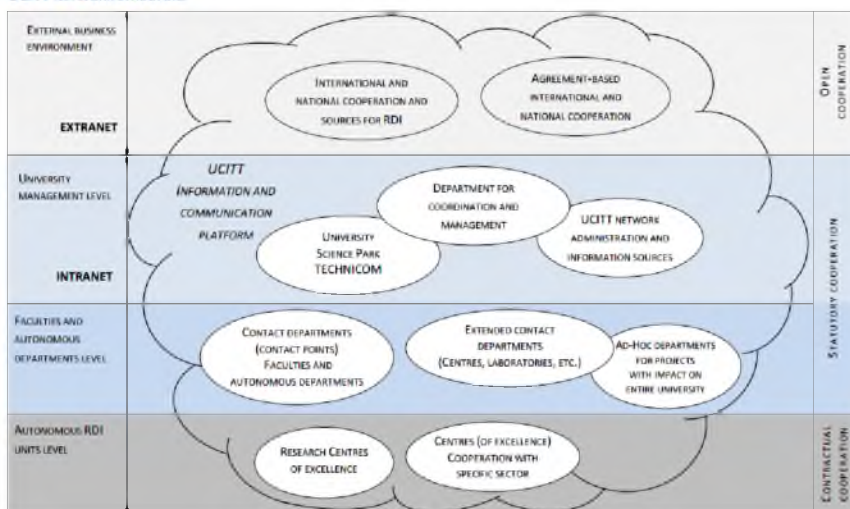 EXTERNAL BUSINESS
ENVIRONMENT
EXTRANET
INTERNATIONAL AND
NATIONAL COOPERATION AND
SOURCES FOR RDI
AGREEMENT-BASED
INTERNATIONAL AND
NATIONAL COOPERATION
OPEN
COOPERATION
UNIVERSITY
MANAGEMENT LEVEL
INTRANET
UCITT
INFORMATION AND
COMMUNICATION
PLATFORM
DEPARTMENT FOR
COORDINATION AND
MANAGEMENT
UNIVERSITY
SCIENCE PARK
TECHNICOM
UCITT NETWORK
ADMINISTRATION AND
INFORMATION SOURCES
STATUTORY COOPERATION
FACULTIES AND
AUTONOMOUS
DEPARTMENTS LEVEL
CONTACT DEPARTMENTS
(CONTACT POINTS)
FACULTIES AND
AUTONOMOUS DEPARTMENTS
EXTENDED CONTACT
DEPARTMENTS
(CENTRES, LABORATORIES, ETC.)
AD-HOC DEPARTMENTS
FOR PROJECTS
WITH IMPACT ON
ENTIRE UNIVERSITY
AUTONOMOUS RDI
UNITS LEVEL
RESEARCH CENTRES
OF EXCELLENCE
CENTRES (OF EXCELLENCE)
COOPERATION WITH
SPECIFIC SECTOR
CONTRACTUAL
COOPERATION